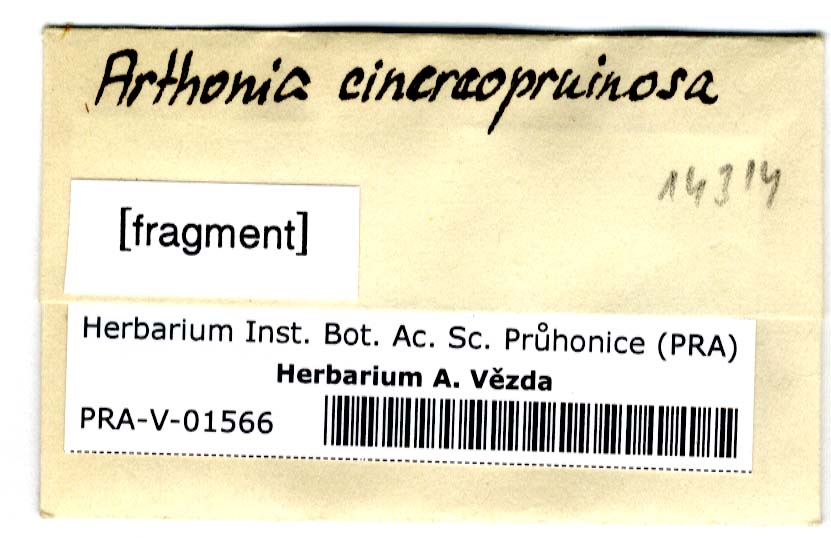 Arthonia cinereopruinosa
14314
[fragment]
Herbarium Inst. Bot. Ac. Sc. Průhonice (PRA)
Herbarium A. Vězda
PRA-V-01566